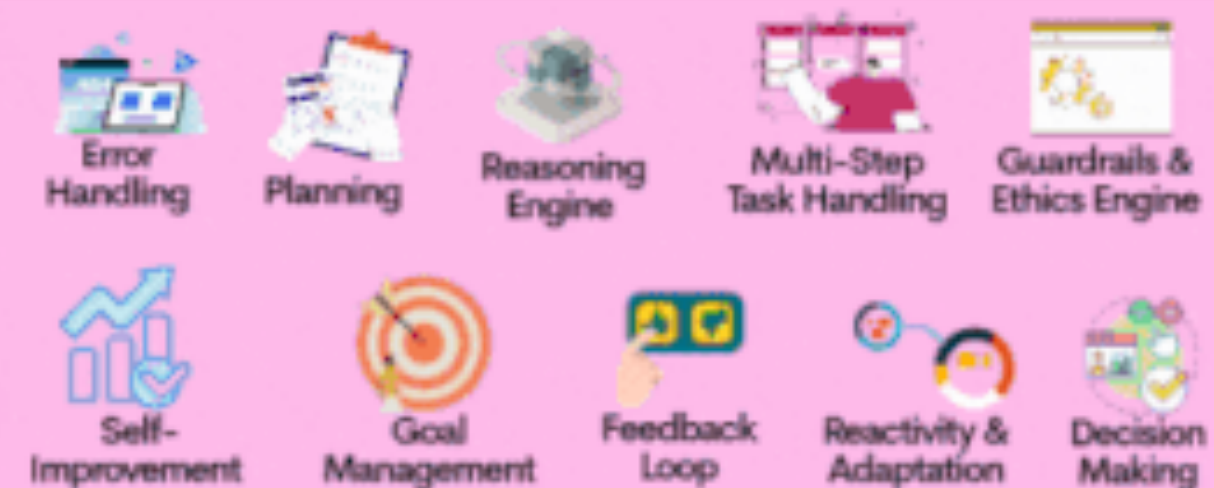 Error
Handling
Planning
Reasoning
Engine
Multi-Step
Task Handling
Guardrails &
Ethics Engine
Self-
Improvement
Goal
Management
Feedback
Loop
Reactivity &
Adaptation
Decision
Making